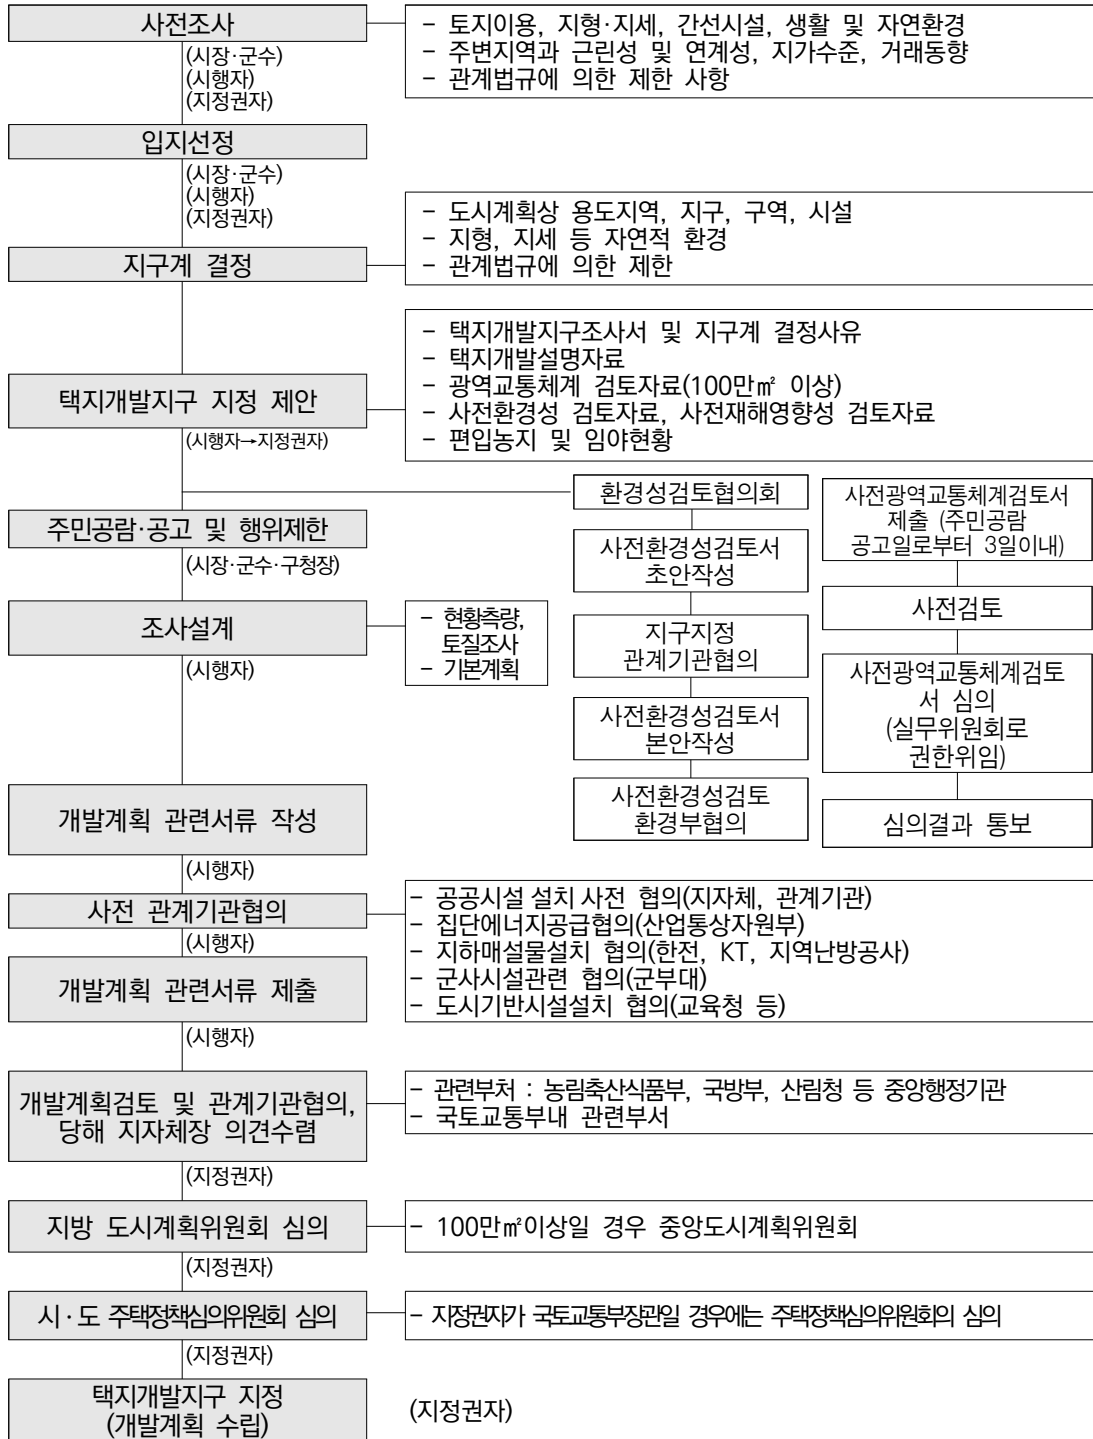 사전조사
(시장·군수)
(시행자)
(지정권자)
- 토지이용, 지형·지세, 간선시설, 생활 및 자연환경
- 주변지역과 근린성 및 연계성, 지가수준, 거래동향
- 관계법규에 의한 제한 사항
입지선정
(시장·군수)
(시행자)
(지정권자)
지구계 결정
- 도시계획상 용도지역, 지구, 구역, 시설
- 지형, 지세 등 자연적 환경
- 관계법규에 의한 제한
택지개발지구 지정 제안
(시행자→지정권자)
- 택지개발지구조사서 및 지구계 결정사유
- 택지개발설명자료
- 광역교통체계 검토자료(100만㎡ 이상)
- 사전환경성 검토자료, 사전재해영향성 검토자료
- 편입농지 및 임야현황
주민공람·공고 및 행위제한
(시장·군수·구청장)
조사설계
(시행자)
- 현황측량,
토질조사
- 기본계획
환경성검토협의회
사전환경성검토서
초안작성
지구지정
관계기관협의
사전환경성검토서
본안작성
사전환경성검토
환경부협의
사전광역교통체계검토서
제출 (주민공람
공고일로부터 3일이내)
사전검토
사전광역교통체계검토
서 심의
(실무위원회로
권한위임)
심의결과 통보
개발계획 관련서류 작성
(시행자)
사전 관계기관협의
(시행자)
- 공공시설 설치 사전 협의(지자체, 관계기관)
- 집단에너지공급협의(산업통상자원부)
- 지하매설물설치 협의(한전, KT, 지역난방공사)
- 군사시설관련 협의(군부대)
- 도시기반시설설치 협의(교육청 등)
개발계획 관련서류 제출
(시행자)
개발계획검토 및 관계기관협의,
당해 지자체장 의견수렴
(지정권자)
- 관련부처 : 농림축산식품부, 국방부, 산림청 등 중앙행정기관
- 국토교통부내 관련부서
지방 도시계획위원회 심의
(지정권자)
- 100만㎡이상일 경우 중앙도시계획위원회
시·도 주택정책심의위원회 심의
(지정권자)
- 지정권자가 국토교통부장관일 경우에는 주택정책심의위원회의 심의
택지개발지구 지정
(개발계획 수립)
(지정권자)